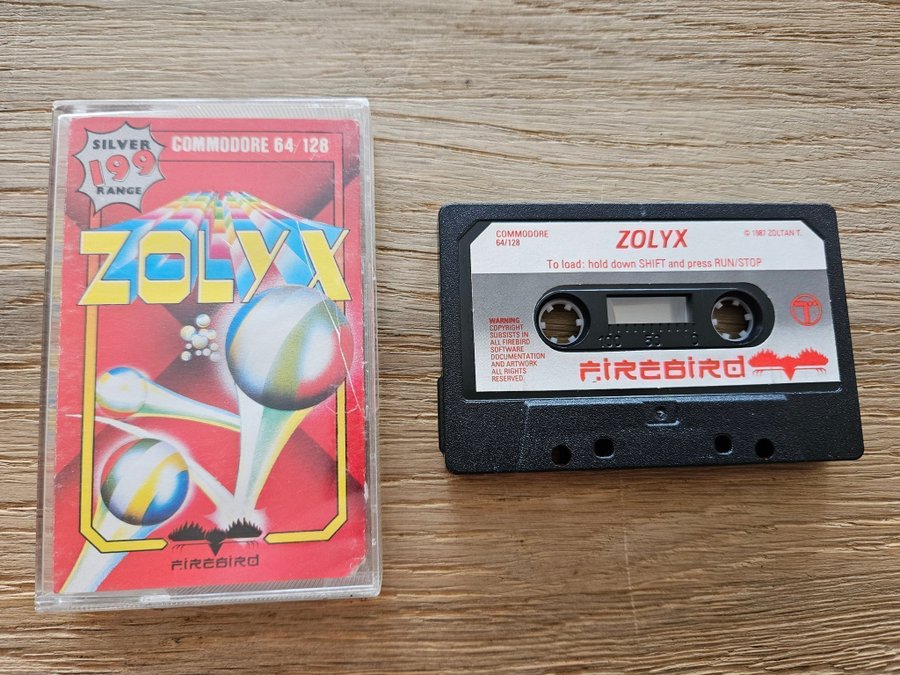 SILVER
199
RANGE
COMMODORE 64/128
ZOLYX
FIREBIRD
COMMODORE
64/128
ZOLYX
© 1987 ZOLTAN T.
To load: hold down SHIFT and press RUN/STOP
WARNING
COPYRIGHT
SUBSISTS IN
ALL FIREBIRD
SOFTWARE
DOCUMENTATION
AND ARTWORK
ALL RIGHTS
RESERVED
100 50 0
FIREBIRD